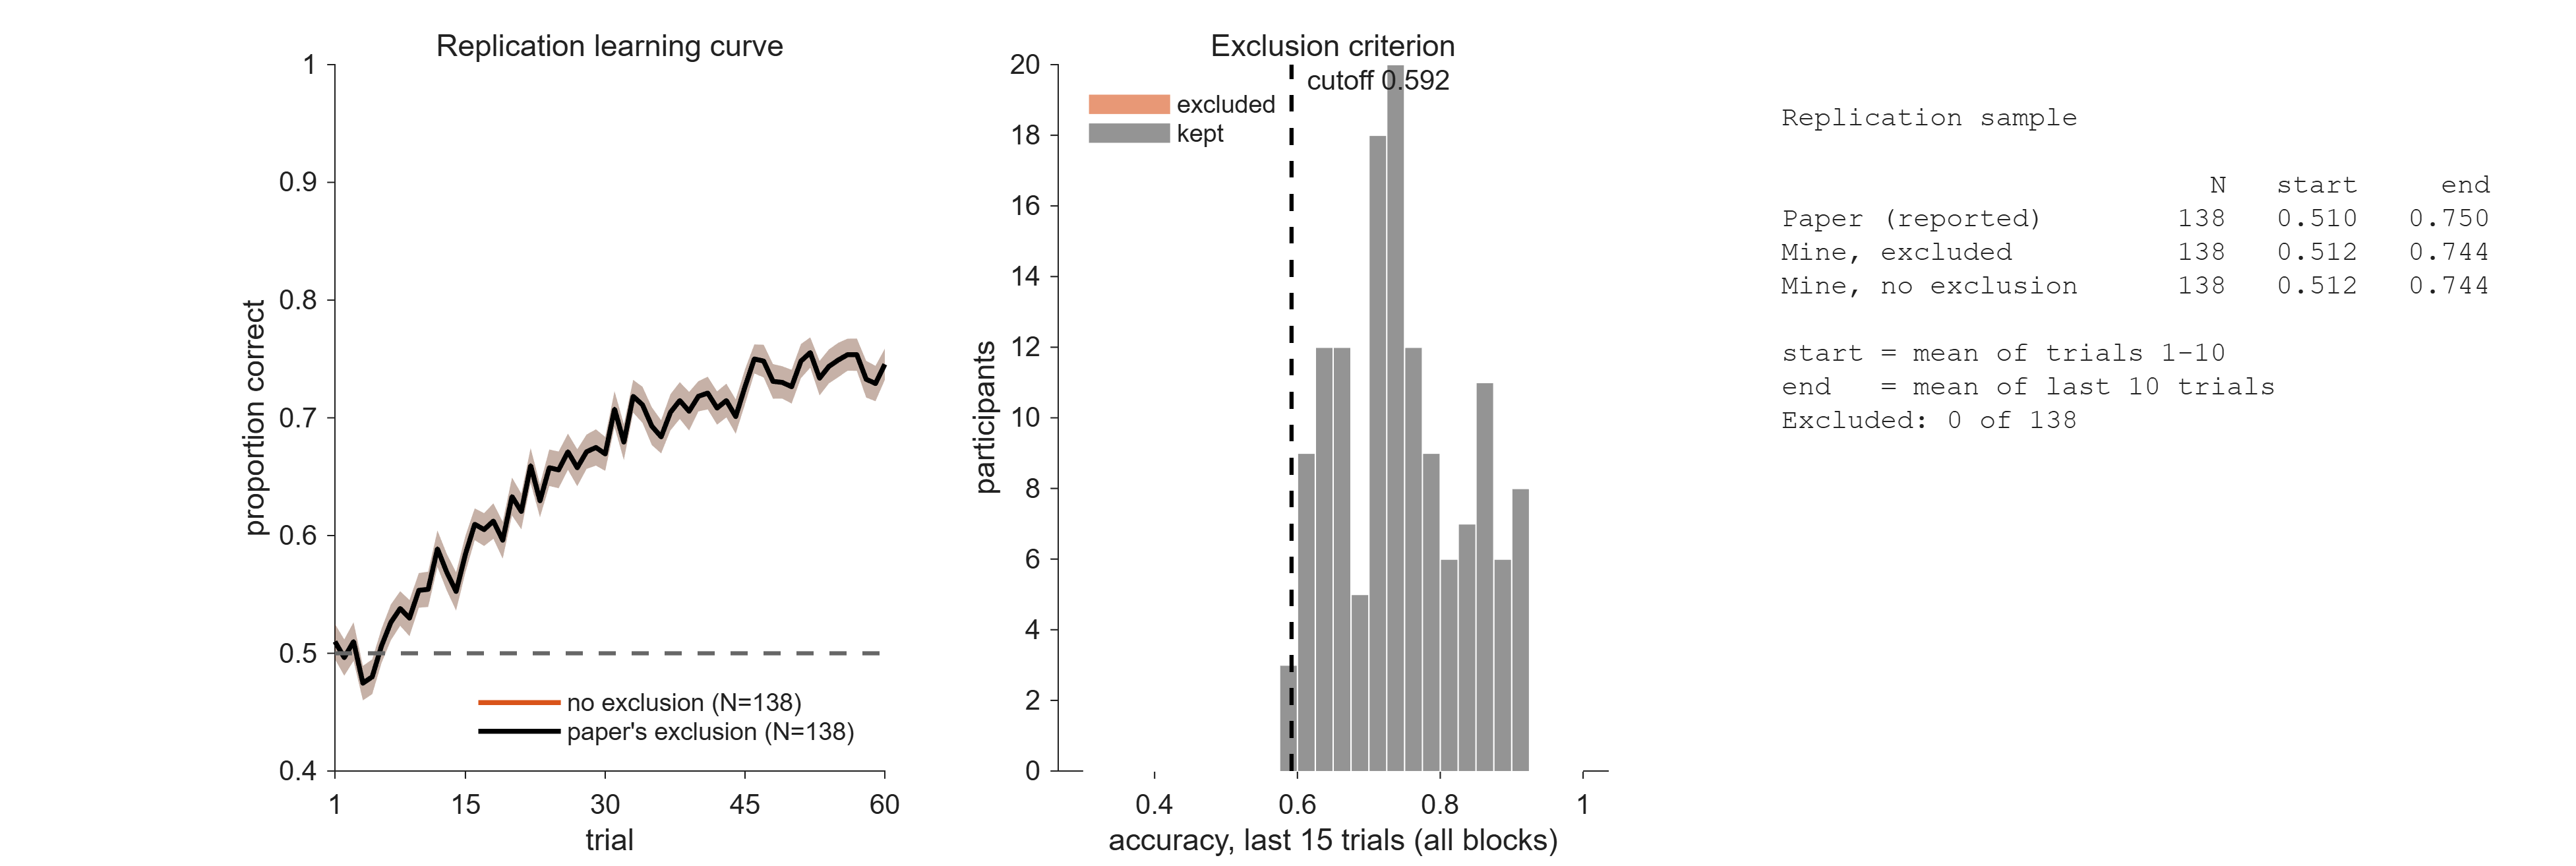 Replication learning curve
1
0.9
0.8
0.7
0.6
0.5
0.4
proportion correct
no exclusion (N=138)
paper's exclusion (N=138)
1 15 30 45 60
trial
Exclusion criterion
cutoff 0.592
excluded
kept
20
18
16
14
12
10
8
6
4
2
0
participants
0.4 0.6 0.8 1
accuracy, last 15 trials (all blocks)
Replication sample
N start end
Paper (reported) 138 0.510 0.750
Mine, excluded 138 0.512 0.744
Mine, no exclusion 138 0.512 0.744
start = mean of trials 1-10
end = mean of last 10 trials
Excluded: 0 of 138